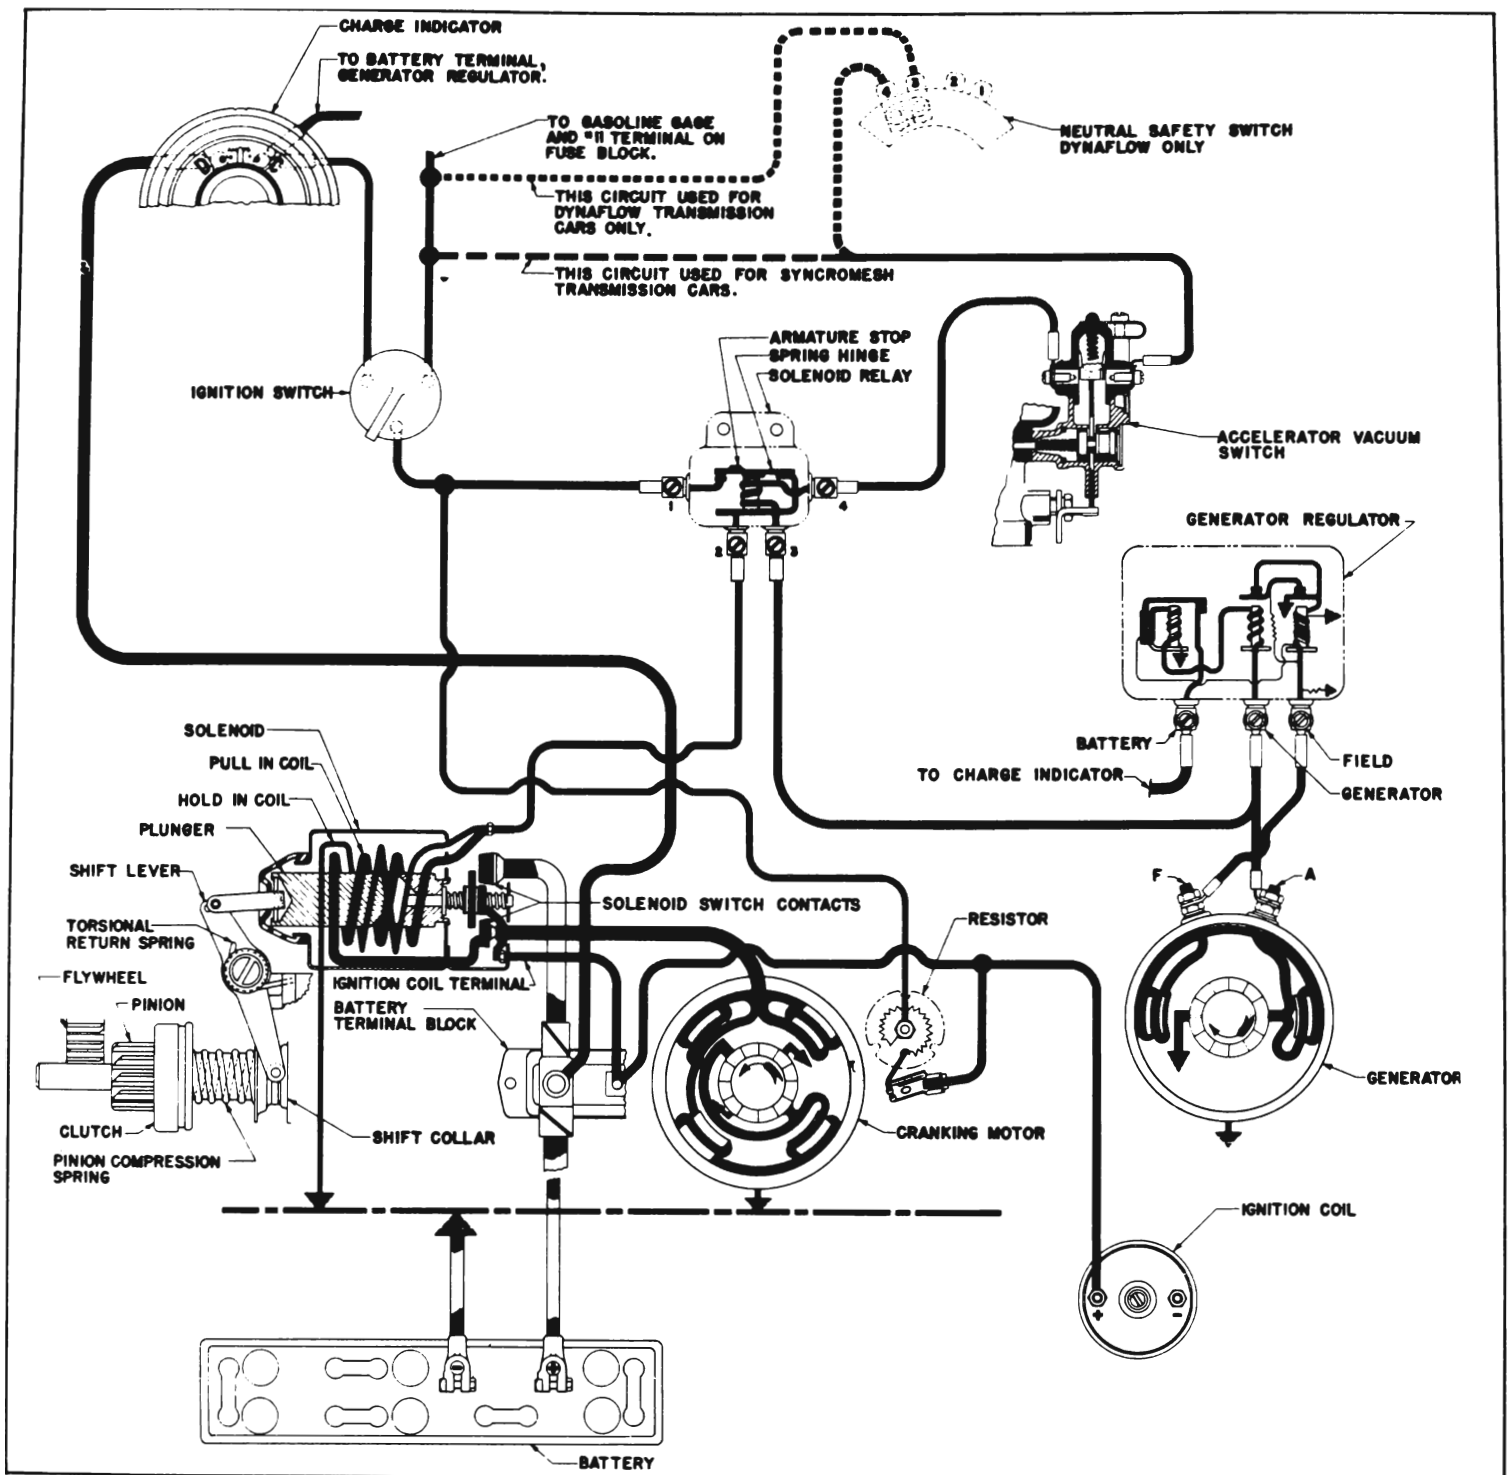 CHARGE INDICATOR
TO BATTERY TERMINAL,
GENERATOR REGULATOR.
TO GASOLINE GAGE
AND "I" TERMINAL ON
FUSE BLOCK.
4
3
2
1
NEUTRAL SAFETY SWITCH
DYNAFLOW ONLY
THIS CIRCUIT USED FOR
DYNAFLOW TRANSMISSION
CARS ONLY.
THIS CIRCUIT USED FOR SYNCROMESH
TRANSMISSION CARS.
ARMATURE STOP
SPRING HINGE
SOLENOID RELAY
IGNITION SWITCH
1
4
2
3
ACCELERATOR VACUUM
SWITCH
GENERATOR REGULATOR
BATTERY
FIELD
TO CHARGE INDICATOR
GENERATOR
SOLENOID
PULL IN COIL
HOLD IN COIL
PLUNGER
SHIFT LEVER
TORSIONAL
RETURN SPRING
FLYWHEEL
PINION
CLUTCH
PINION COMPRESSION
SPRING
SHIFT COLLAR
SOLENOID SWITCH CONTACTS
IGNITION COIL TERMINAL
BATTERY
TERMINAL BLOCK
RESISTOR
CRANKING MOTOR
F
A
GENERATOR
IGNITION COIL
+
-
-
+
BATTERY